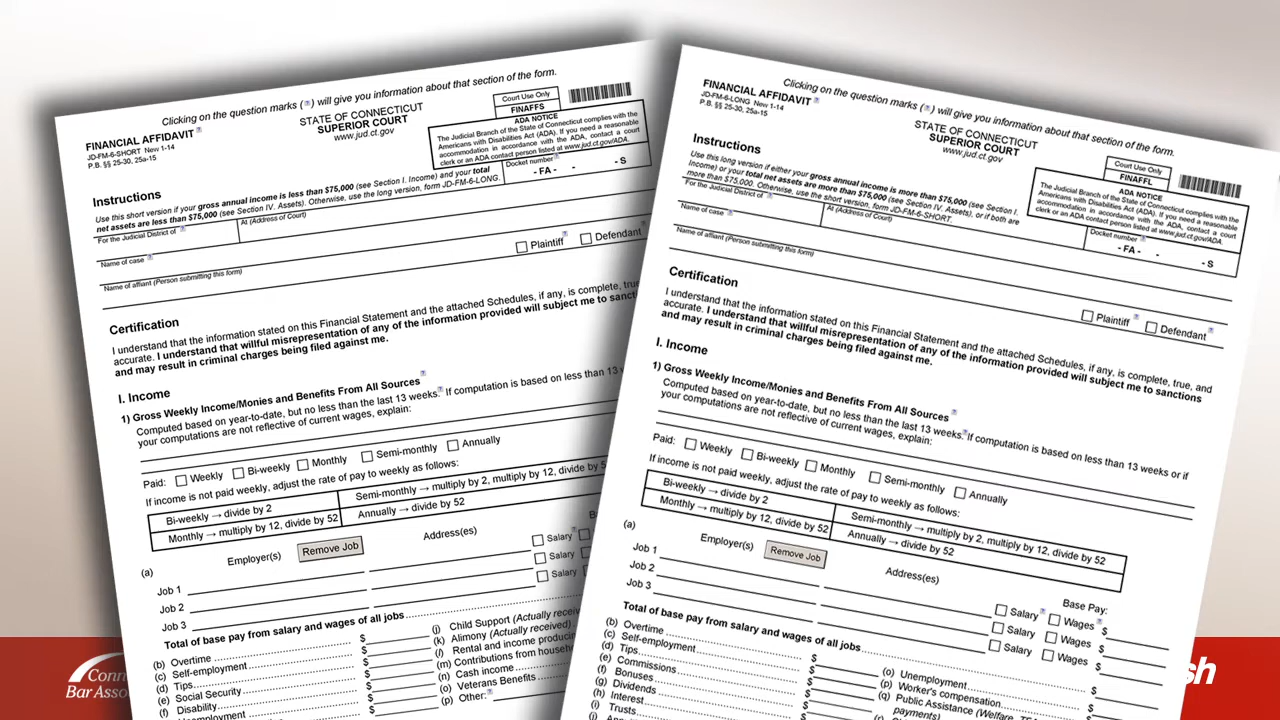 Clicking on the question marks (?) will give you information about that section of the form.
FINANCIAL AFFIDAVIT ?
JD-FM-6-SHORT New 1-14
P.B. §§ 25-30, 25a-15
STATE OF CONNECTICUT
SUPERIOR COURT
www.jud.ct.gov
Court Use Only
FINAFFS
ADA NOTICE
The Judicial Branch of the State of Connecticut complies with the
Americans with Disabilities Act (ADA). If you need a reasonable
accommodation in accordance with the ADA, contact a court
clerk or an ADA contact person listed at www.jud.ct.gov/ADA.
Instructions
Use this short version if your gross annual income is less than $75,000 (see Section I. Income) and your total
net assets are less than $75,000 (see Section IV. Assets). Otherwise, use the long version, form JD-FM-6-LONG.
Docket number ?
- FA - - - S
For the Judicial District of ?
At (Address of Court)
Name of case ?
Name of affiant (Person submitting this form)
Plaintiff ? Defendant
Certification
I understand that the information stated on this Financial Statement and the attached Schedules, if any, is complete, true,
accurate. I understand that willful misrepresentation of any of the information provided will subject me to sanct
and may result in criminal charges being filed against me.
I. Income
1) Gross Weekly Income/Monies and Benefits From All Sources ?
Computed based on year-to-date, but no less than the last 13 weeks.? If computation is based on less than 13 w
your computations are not reflective of current wages, explain:
Paid: Weekly Bi-weekly Monthly Semi-monthly Annually
If income is not paid weekly, adjust the rate of pay to weekly as follows:
Bi-weekly → divide by 2
Semi-monthly → multiply by 2, multiply by 12, divide by 5
Monthly → multiply by 12, divide by 52
Annually → divide by 52
(a) Employer(s) Remove Job Address(es) Ba
Job 1 Salary ?
Job 2 Salary
Job 3 Salary
Total of base pay from salary and wages of all jobs
(b) Overtime $
(c) Self-employment $
(d) Tips $
(e) Social Security $
(f) Disability $
(j) Child Support (Actually recei
(k) Alimony (Actually received)
(l) Rental and income producin
(m) Contributions from househo
(n) Cash income
(o) Veterans Benefits
(p) Other: ?
Clicking on the question marks (?) will give you information about that section of the form.
FINANCIAL AFFIDAVIT ?
JD-FM-6-LONG New 1-14
P.B. §§ 25-30, 25a-15
STATE OF CONNECTICUT
SUPERIOR COURT
www.jud.ct.gov
Court Use Only
FINAFFL
ADA NOTICE
The Judicial Branch of the State of Connecticut complies with the
Americans with Disabilities Act (ADA). If you need a reasonable
accommodation in accordance with the ADA, contact a court
clerk or an ADA contact person listed at www.jud.ct.gov/ADA.
Instructions
Use this long version if either your gross annual income is more than $75,000 (see Section I.
Income) or your total net assets are more than $75,000 (see Section IV. Assets), or if both are
more than $75,000. Otherwise, use the short version, form JD-FM-6-SHORT.
Docket number ?
- FA - - - S
For the Judicial District of ?
At (Address of Court)
Name of case ?
Name of affiant (Person submitting this form)
Plaintiff ? Defendant ?
Certification
I understand that the information stated on this Financial Statement and the attached Schedules, if any, is complete, true, and
accurate. I understand that willful misrepresentation of any of the information provided will subject me to sanctions
and may result in criminal charges being filed against me.
I. Income
1) Gross Weekly Income/Monies and Benefits From All Sources ?
Computed based on year-to-date, but no less than the last 13 weeks.? If computation is based on less than 13 weeks or if
your computations are not reflective of current wages, explain:
Paid: Weekly Bi-weekly Monthly Semi-monthly Annually
If income is not paid weekly, adjust the rate of pay to weekly as follows:
Bi-weekly → divide by 2
Semi-monthly → multiply by 2, multiply by 12, divide by 52
Monthly → multiply by 12, divide by 52
Annually → divide by 52
(a) Employer(s) Remove Job Address(es) Base Pay:
Job 1 Salary ? Wages $
Job 2 Salary Wages $
Job 3 Salary Wages $
Total of base pay from salary and wages of all jobs
(b) Overtime $
(c) Self-employment $
(d) Tips $
(e) Commissions $
(f) Bonuses $
(g) Dividends $
(h) Interest
(i) Trusts
(o) Unemployment
(p) Worker's compensation
(q) Public Assistance (Welfare,
payments)
Conn
Bar Asso
sh